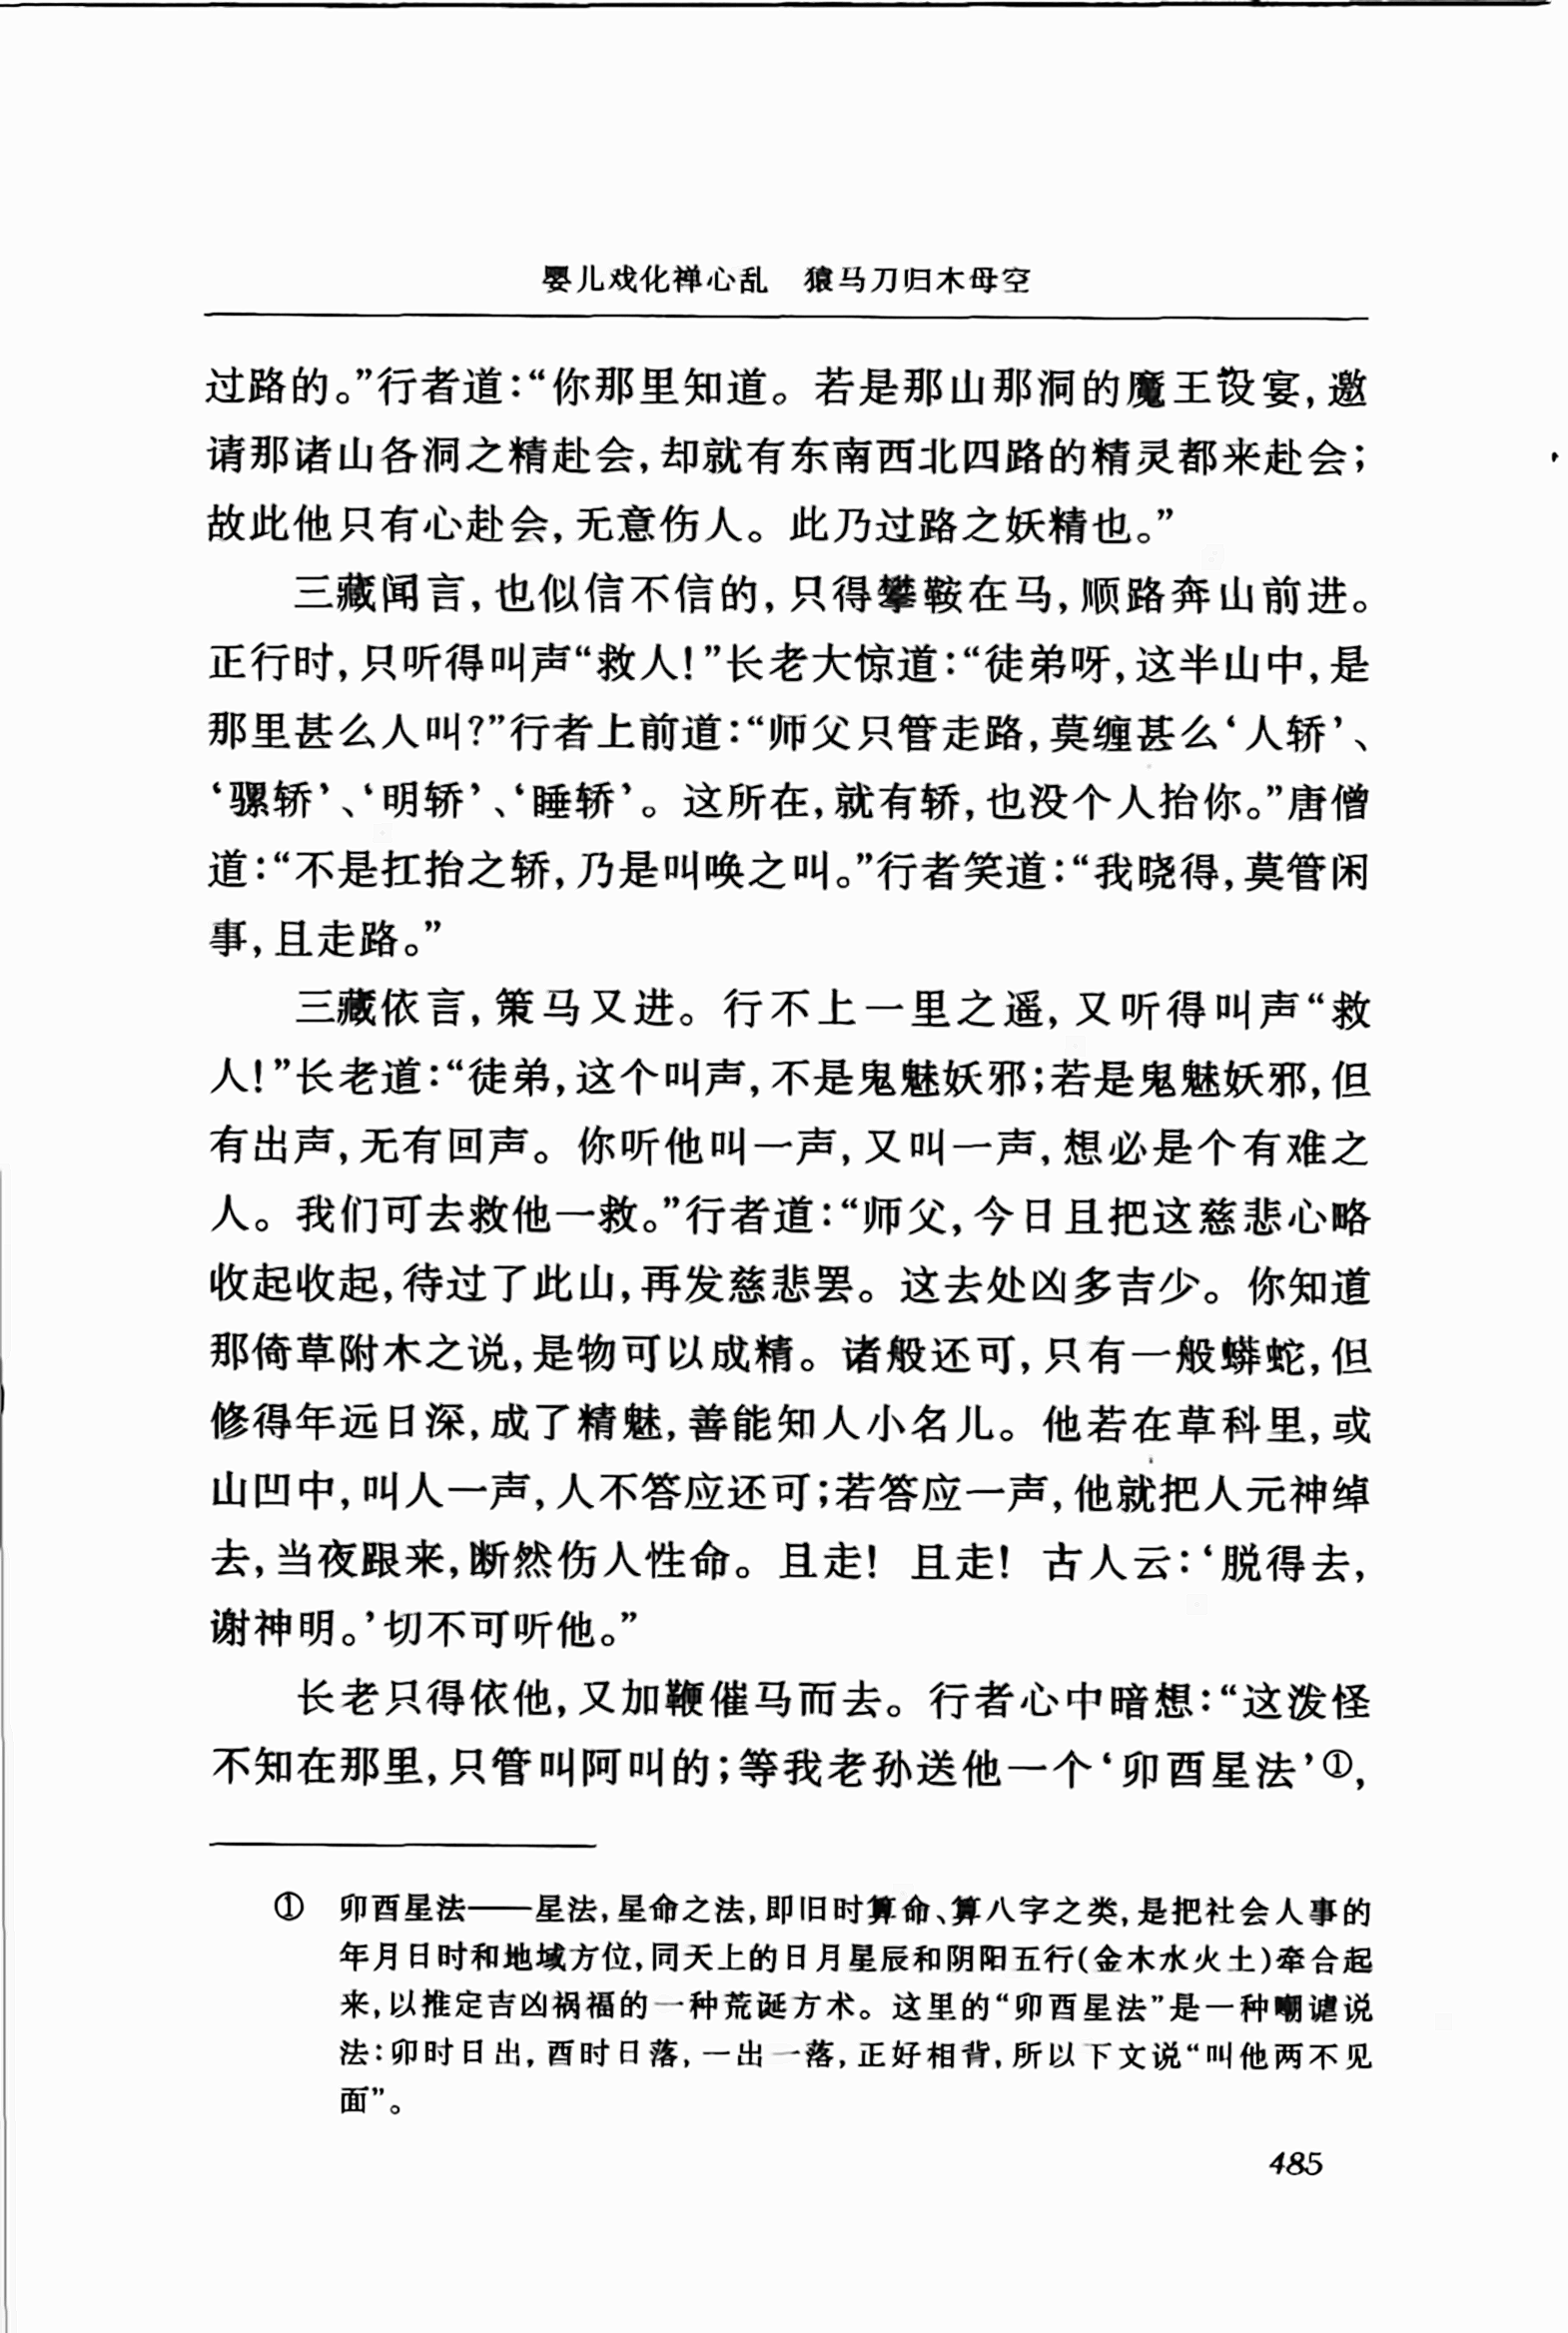 婴儿戏化禅心乱　猿马刀归木母空
过路的。”行者道：“你那里知道。若是那山那洞的魔王设宴，邀
请那诸山各洞之精赴会，却就有东南西北四路的精灵都来赴会；
故此他只有心赴会，无意伤人。此乃过路之妖精也。”
三藏闻言，也似信不信的，只得攀鞍在马，顺路奔山前进。
正行时，只听得叫声“救人！”长老大惊道：“徒弟呀，这半山中，是
那里甚么人叫？”行者上前道：“师父只管走路，莫缠甚么‘人轿’、
‘骡轿’、‘明轿’、‘睡轿’。这所在，就有轿，也没个人抬你。”唐僧
道：“不是扛抬之轿，乃是叫唤之叫。”行者笑道：“我晓得，莫管闲
事，且走路。”
三藏依言，策马又进。行不上一里之遥，又听得叫声“救
人！”长老道：“徒弟，这个叫声，不是鬼魅妖邪；若是鬼魅妖邪，但
有出声，无有回声。你听他叫一声，又叫一声，想必是个有难之
人。我们可去救他一救。”行者道：“师父，今日且把这慈悲心略
收起收起，待过了此山，再发慈悲罢。这去处凶多吉少。你知道
那倚草附木之说，是物可以成精。诸般还可，只有一般蟒蛇，但
修得年远日深，成了精魅，善能知人小名儿。他若在草科里，或
山凹中，叫人一声，人不答应还可；若答应一声，他就把人元神绰
去，当夜跟来，断然伤人性命。且走！且走！古人云：‘脱得去，
谢神明。’切不可听他。”
长老只得依他，又加鞭催马而去。行者心中暗想：“这泼怪
不知在那里，只管叫阿叫的；等我老孙送他一个‘卯酉星法’①，
①　卯酉星法——星法，星命之法，即旧时算命、算八字之类，是把社会人事的
年月日时和地域方位，同天上的日月星辰和阴阳五行(金木水火土)牵合起
来，以推定吉凶祸福的一种荒诞方术。这里的“卯酉星法”是一种嘲谑说
法：卯时日出，酉时日落，一出一落，正好相背，所以下文说“叫他两不见
面”。
485